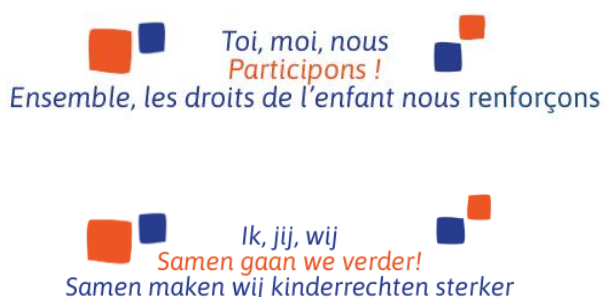 Toi, moi, nous
Participons !
Ensemble, les droits de l'enfant nous renforçons
Ik, jij, wij
Samen gaan we verder!
Samen maken wij kinderrechten sterker